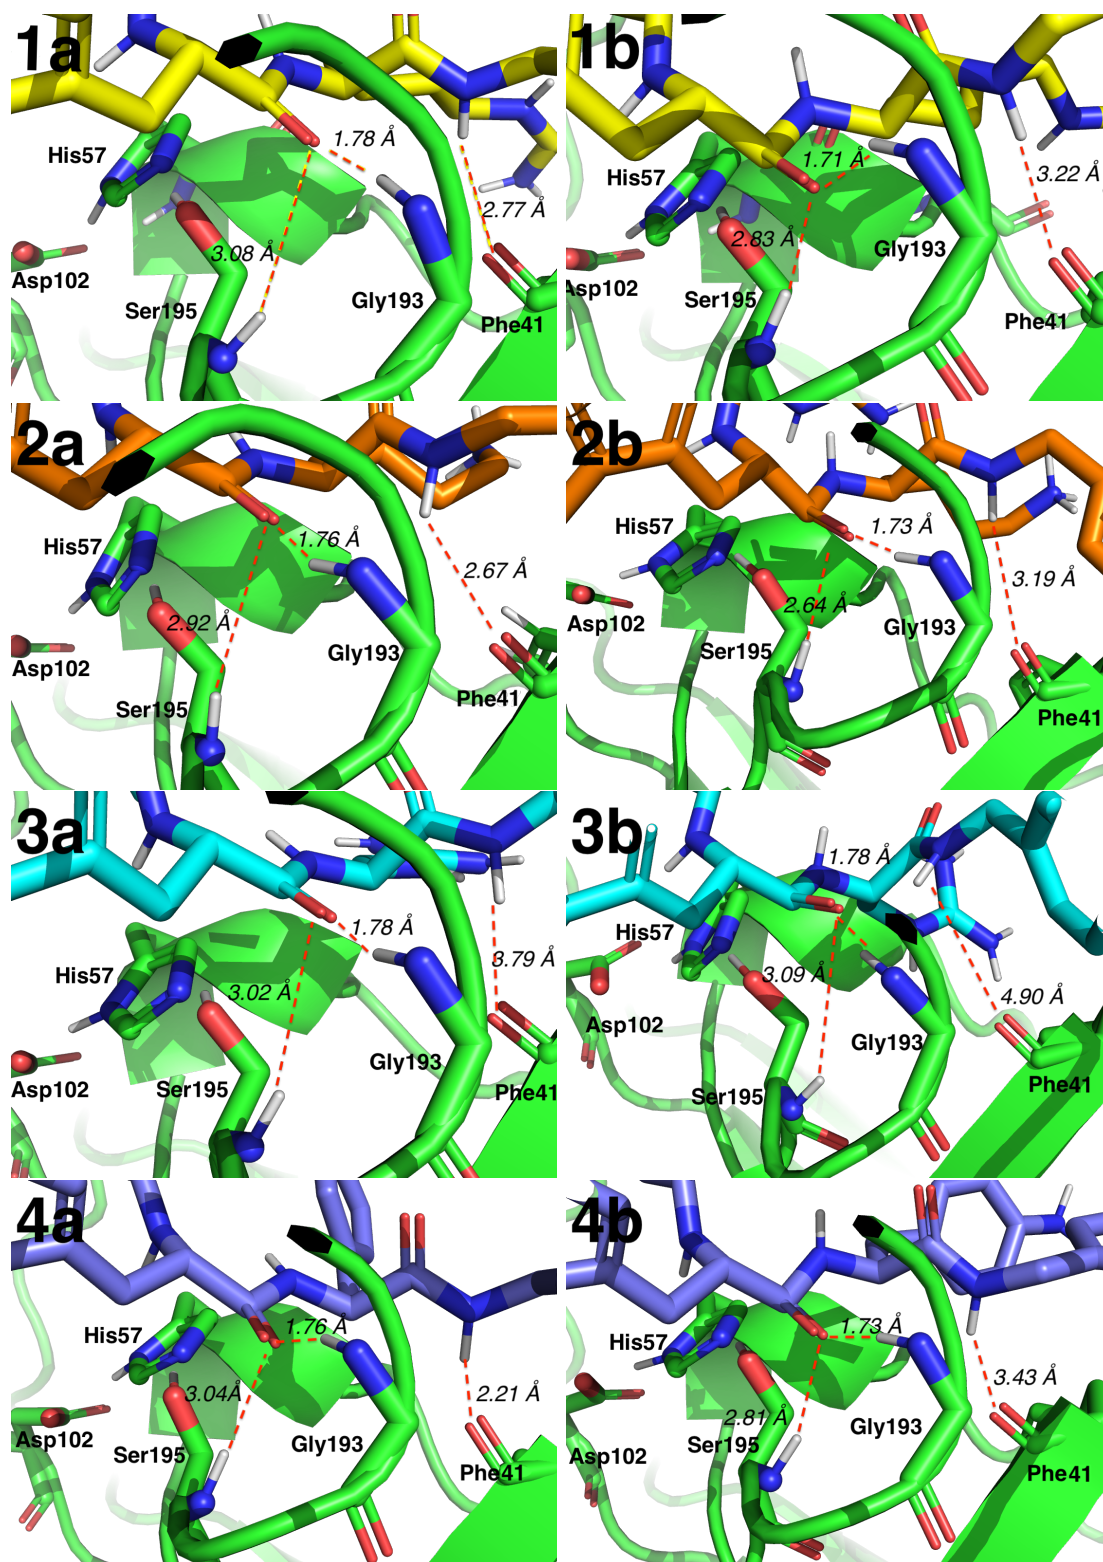 1a
1.78 Å
His57
2.77 Å
3.08 Å
Asp102
Gly193
Ser195
Phe41
1b
1.71 Å
3.22 Å
His57
2.83 Å
Gly193
Asp102
Ser195
Phe41
2a
1.76 Å
His57
2.67 Å
2.92 Å
Gly193
Asp102
Phe41
Ser195
2b
1.73 Å
His57
3.19 Å
2.64 Å
Asp102
Gly193
Ser195
Phe41
3a
1.78 Å
3.79 Å
His57
3.02 Å
Gly193
Asp102
Ser195
Phe41
3b
1.78 Å
His57
3.09 Å
4.90 Å
Asp102
Gly193
Phe41
Ser195
4a
1.76 Å
His57
3.04Å
2.21 Å
Asp102
Gly193
Ser195
Phe41
4b
1.73 Å
His57
3.43 Å
2.81 Å
Gly193
Ser195
Asp102
Phe41